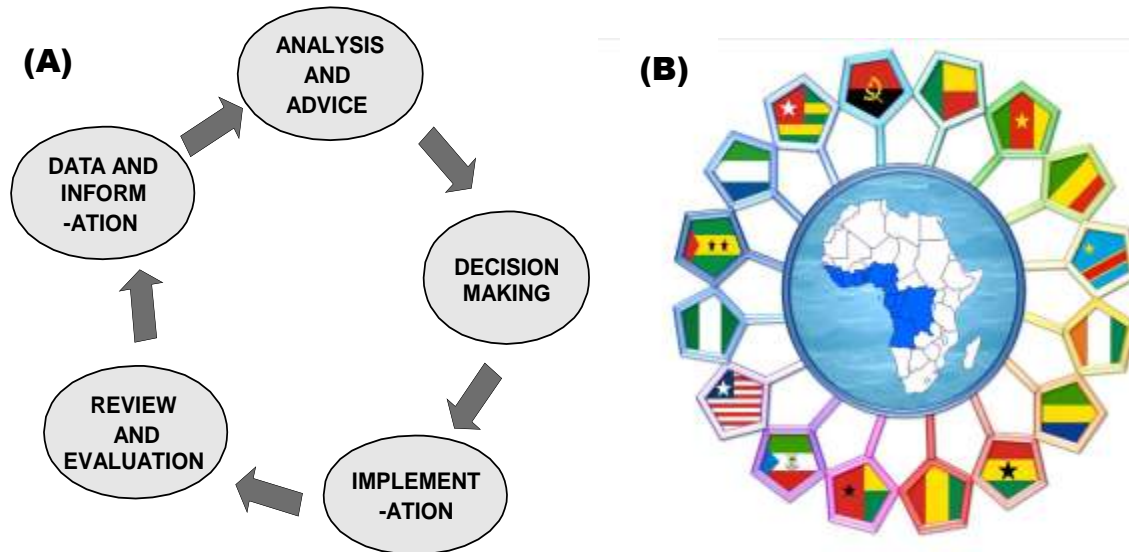 (A)
ANALYSIS
AND
ADVICE
DATA AND
INFORM
-ATION
DECISION
MAKING
REVIEW
AND
EVALUATION
IMPLEMENT
-ATION
(B)